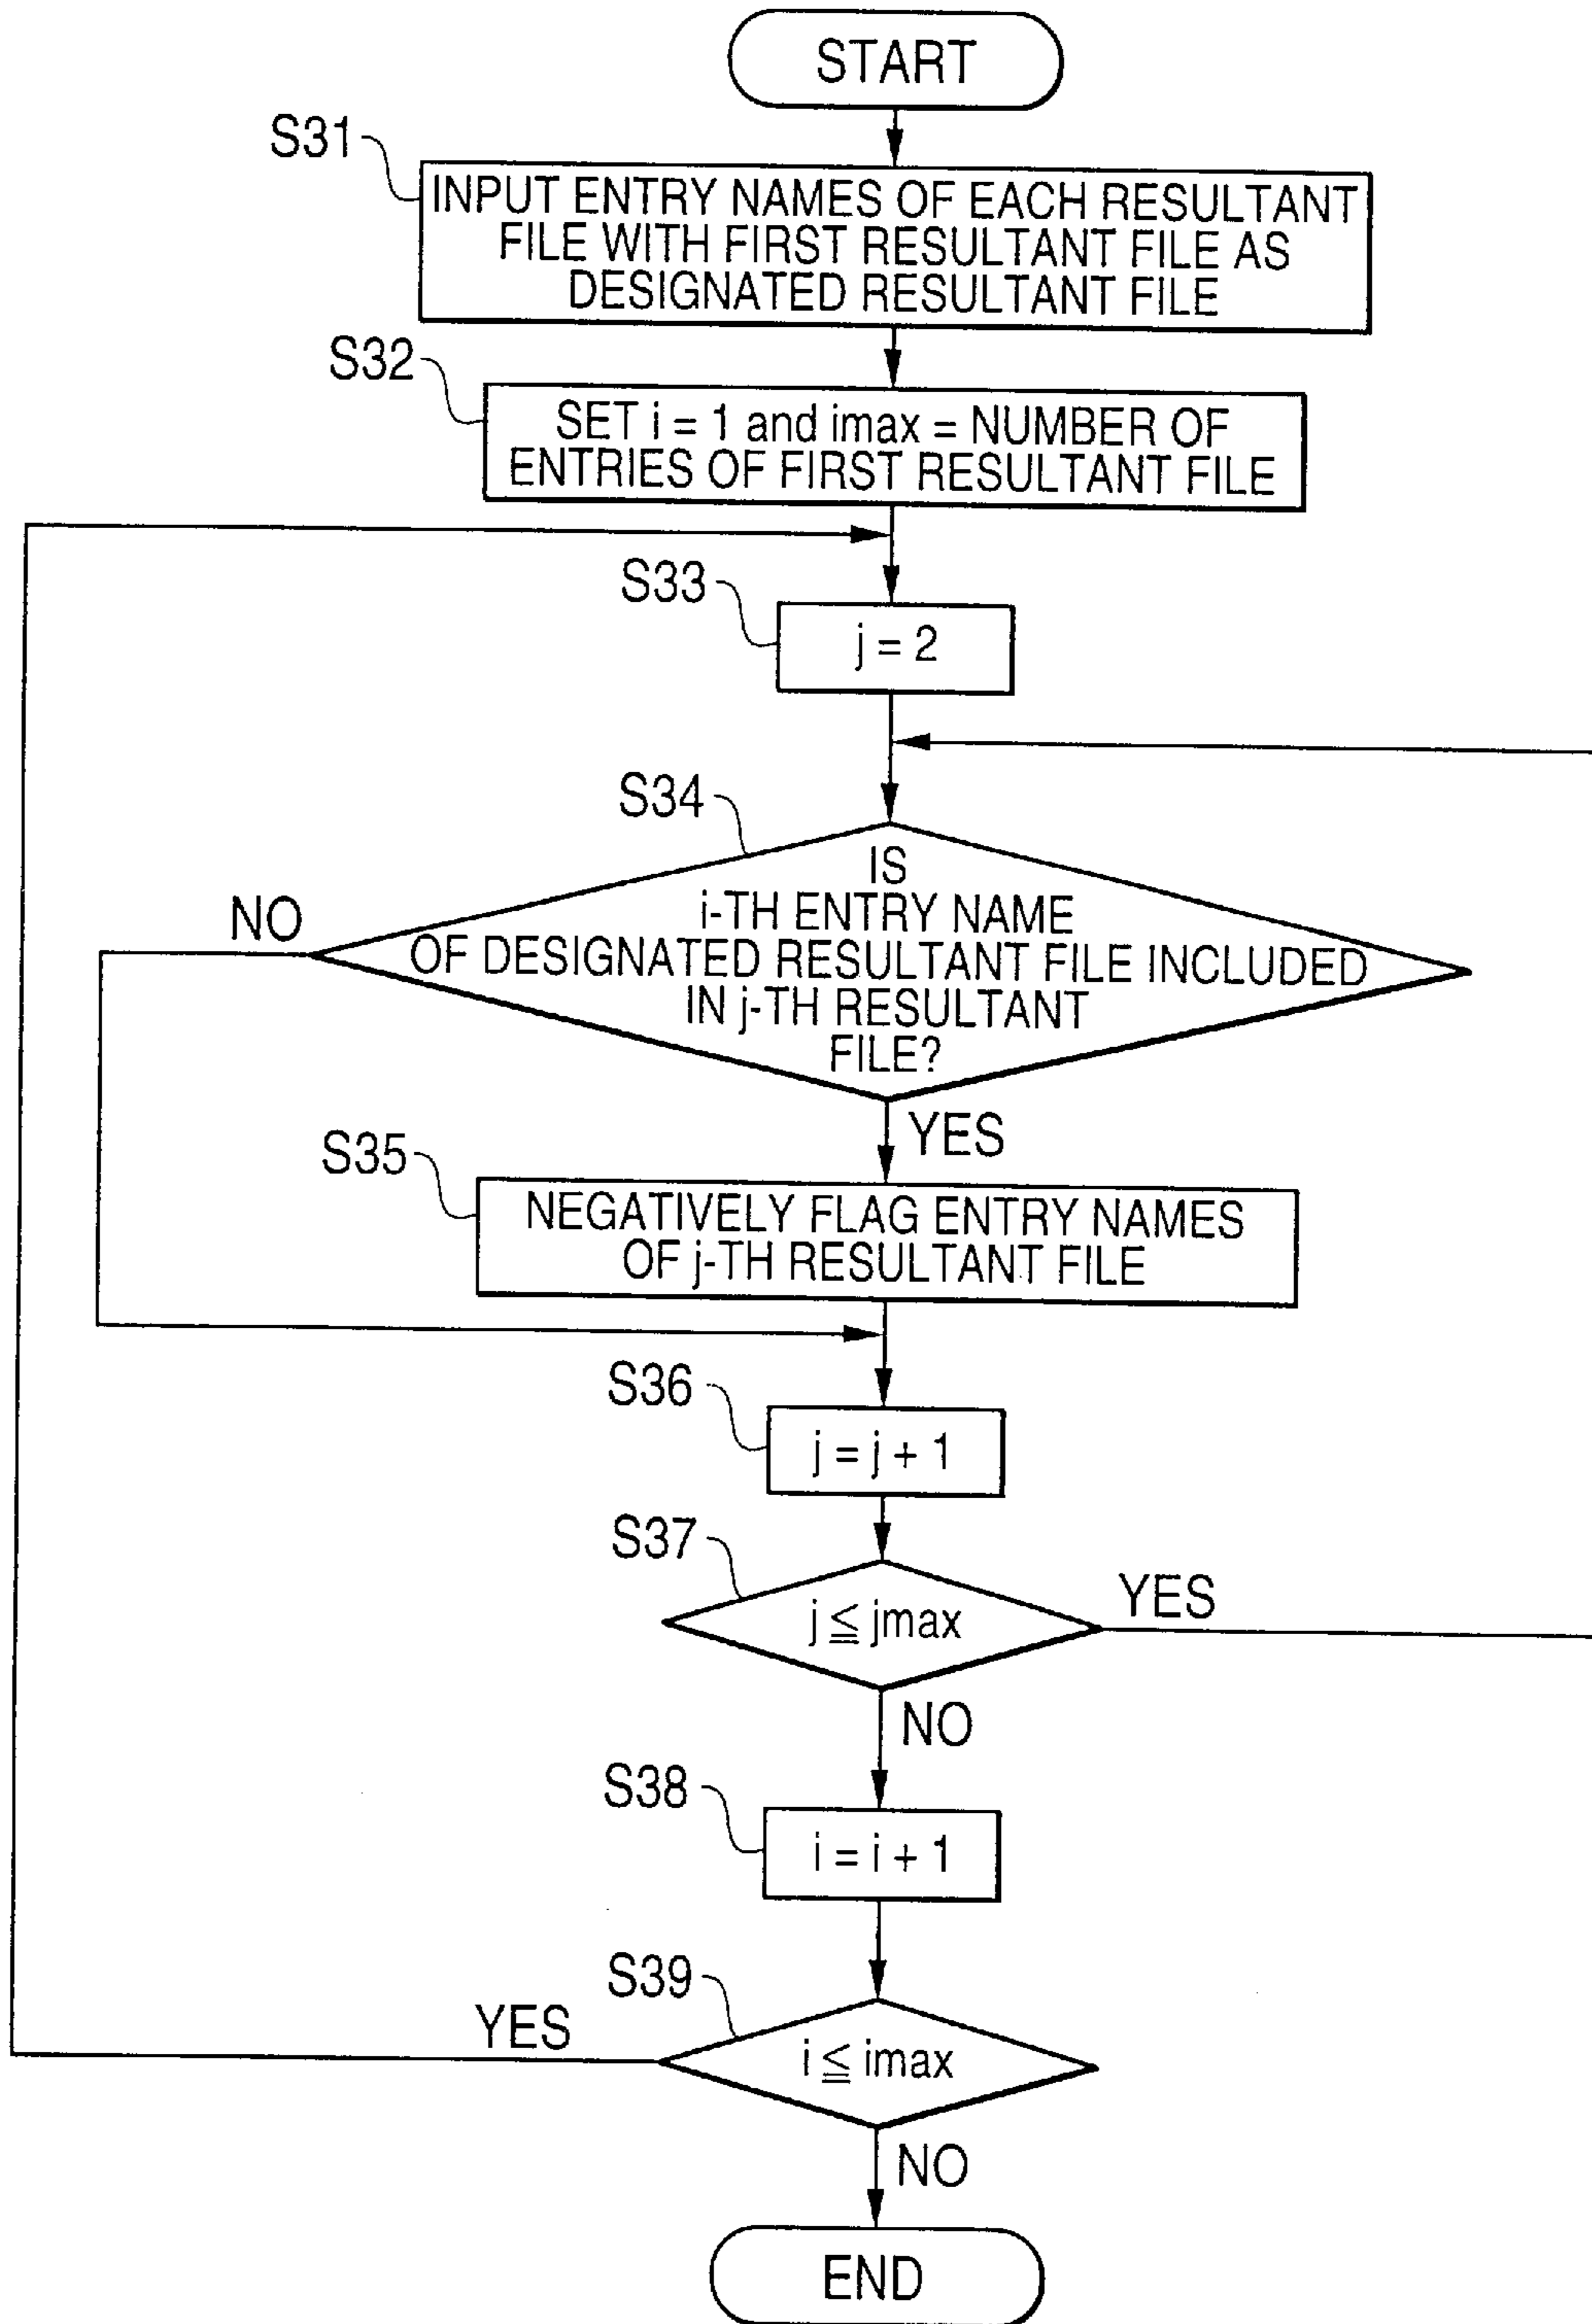 START
S31
INPUT ENTRY NAMES OF EACH RESULTANT
FILE WITH FIRST RESULTANT FILE AS
DESIGNATED RESULTANT FILE
S32
SET i = 1 and imax = NUMBER OF
ENTRIES OF FIRST RESULTANT FILE
S33
j = 2
S34
IS
i-TH ENTRY NAME
OF DESIGNATED RESULTANT FILE INCLUDED
IN j-TH RESULTANT
FILE?
NO
YES
S35
NEGATIVELY FLAG ENTRY NAMES
OF j-TH RESULTANT FILE
S36
j = j + 1
S37
j ≦ jmax
YES
NO
S38
i = i + 1
S39
i ≦ imax
YES
NO
END